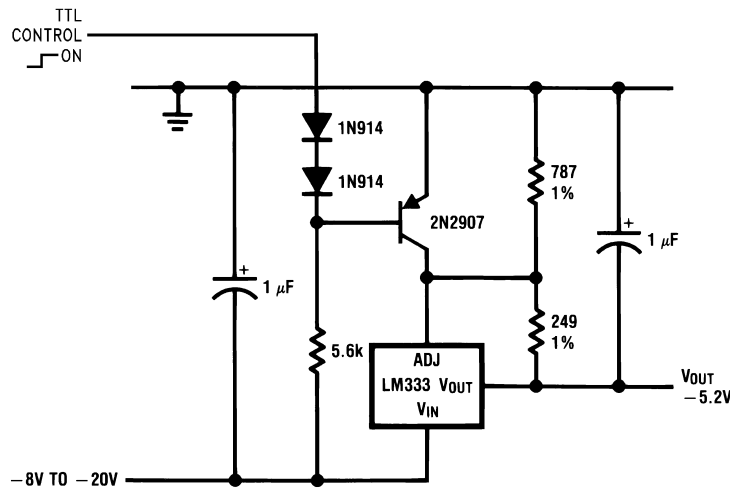 TTL
CONTROL
ON
1N914
1N914
2N2907
787
1%
+
1 µF
+
1 µF
5.6k
249
1%
ADJ
LM333 VOUT
VIN
VOUT
−5.2V
−8V TO −20V